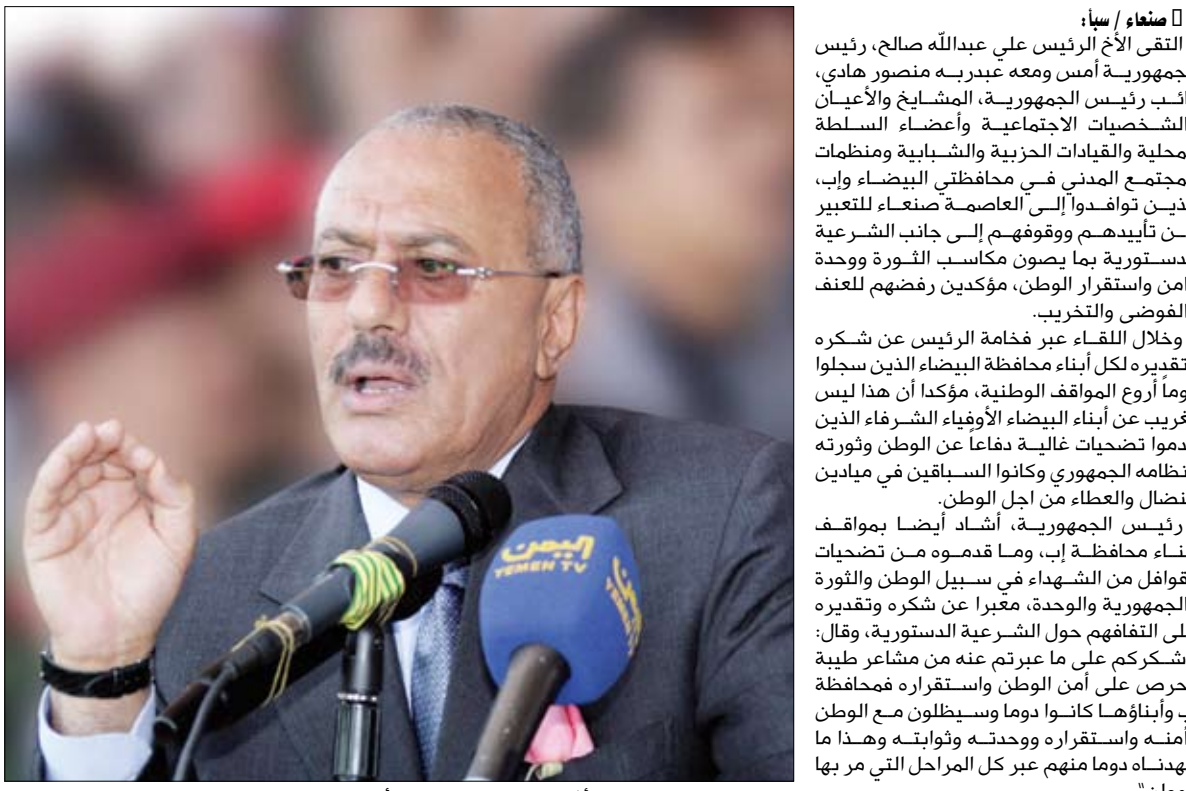 صنعاء / سبأ:
التقى الأخ الرئيس علي عبدالله صالح، رئيس
جمهورية أمس ومعه عبدربه منصور هادي،
ائب رئيس الجمهورية، المشايخ والأعيان
الشخصيات الاجتماعية وأعضاء السلطة
محلية والقيادات الحزبية والشبابية ومنظمات
مجتمع المدني في محافظتي البيضاء وإب،
ذين توافدوا إلى العاصمة صنعاء للتعبير
ن تأييدهم ووقوفهم إلى جانب الشرعية
دستورية بما يصون مكاسب الثورة ووحدة
امن واستقرار الوطن، مؤكدين رفضهم للعنف
الفوضى والتخريب.
وخلال اللقاء عبر فخامة الرئيس عن شكره
تقديره لكل أبناء محافظة البيضاء الذين سجلوا
وماً أروع المواقف الوطنية، مؤكدا أن هذا ليس
غريب عن أبناء البيضاء الأوفياء الشرفاء الذين
دموا تضحيات غالية دفاعاً عن الوطن وثورته
نظامه الجمهوري وكانوا السباقين في ميادين
نضال والعطاء من اجل الوطن.
رئيس الجمهورية، أشاد أيضا بمواقف
ناء محافظة إب، وما قدموه من تضحيات
قوافل من الشهداء في سبيل الوطن والثورة
الجمهورية والوحدة، معبرا عن شكره وتقديره
لى التفافهم حول الشرعية الدستورية، وقال:
شكركم على ما عبرتم عنه من مشاعر طيبة
حرص على أمن الوطن واستقراره فمحافظة
ب وأبناؤها كانوا دوما وسيظلون مع الوطن
أمنه واستقراره ووحدته وثوابته وهذا ما
هدناه دوما منهم عبر كل المراحل التي مر بها
اليمن
YEMEN TV